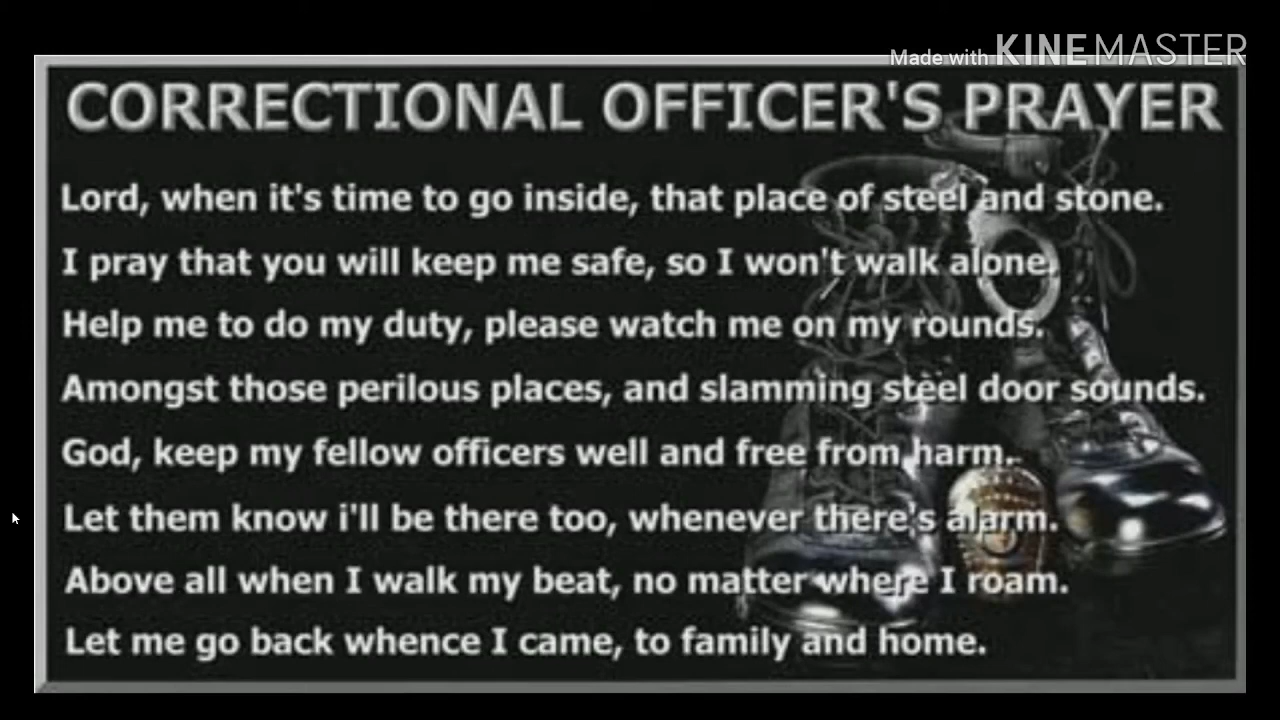 Made with KINEMASTER
CORRECTIONAL OFFICER'S PRAYER
Lord, when it's time to go inside, that place of steel and stone.
I pray that you will keep me safe, so I won't walk alone.
Help me to do my duty, please watch me on my rounds.
Amongst those perilous places, and slamming steel door sounds.
God, keep my fellow officers well and free from harm.
Let them know i'll be there too, whenever there's alarm.
Above all when I walk my beat, no matter where I roam.
Let me go back whence I came, to family and home.